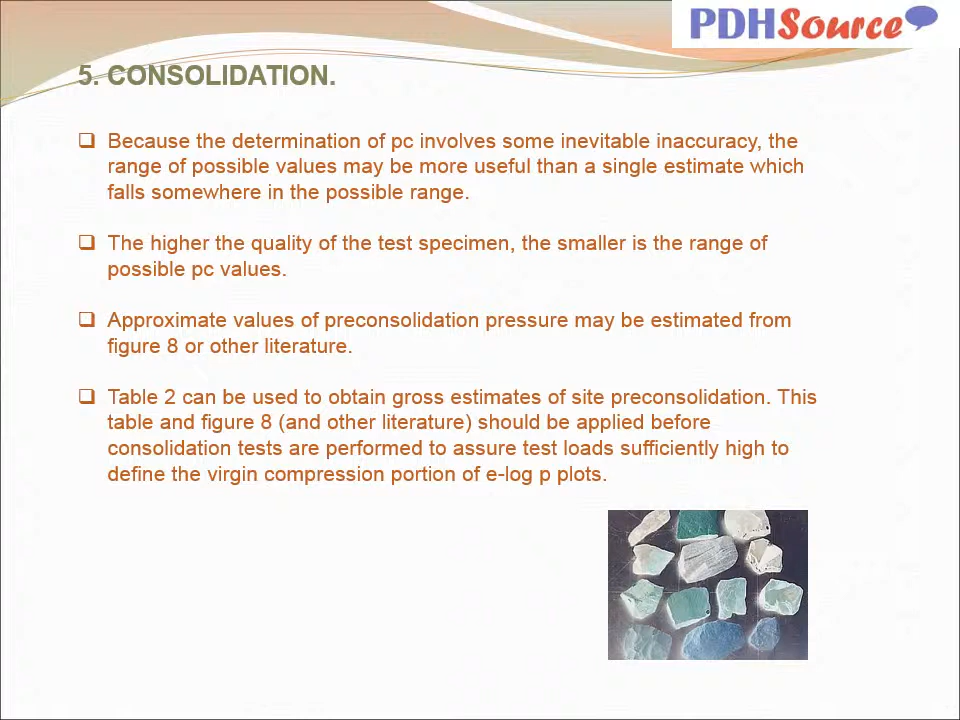 PDHSource
5. CONSOLIDATION.
Because the determination of pc involves some inevitable inaccuracy, the
range of possible values may be more useful than a single estimate which
falls somewhere in the possible range.
The higher the quality of the test specimen, the smaller is the range of
possible pc values.
Approximate values of preconsolidation pressure may be estimated from
figure 8 or other literature.
Table 2 can be used to obtain gross estimates of site preconsolidation. This
table and figure 8 (and other literature) should be applied before
consolidation tests are performed to assure test loads sufficiently high to
define the virgin compression portion of e-log p plots.